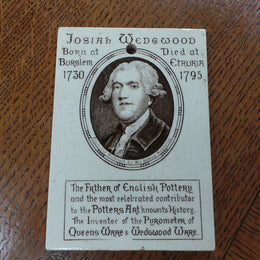 Josiah Wedgwood
Born at Died at
Burslem Etruria
1730 1795
The Father of English Pottery
and the most celebrated contributor
to the Potters Art known to History.
The Inventor of the Pyrometer of
Queens Ware & Wedgwood Ware.